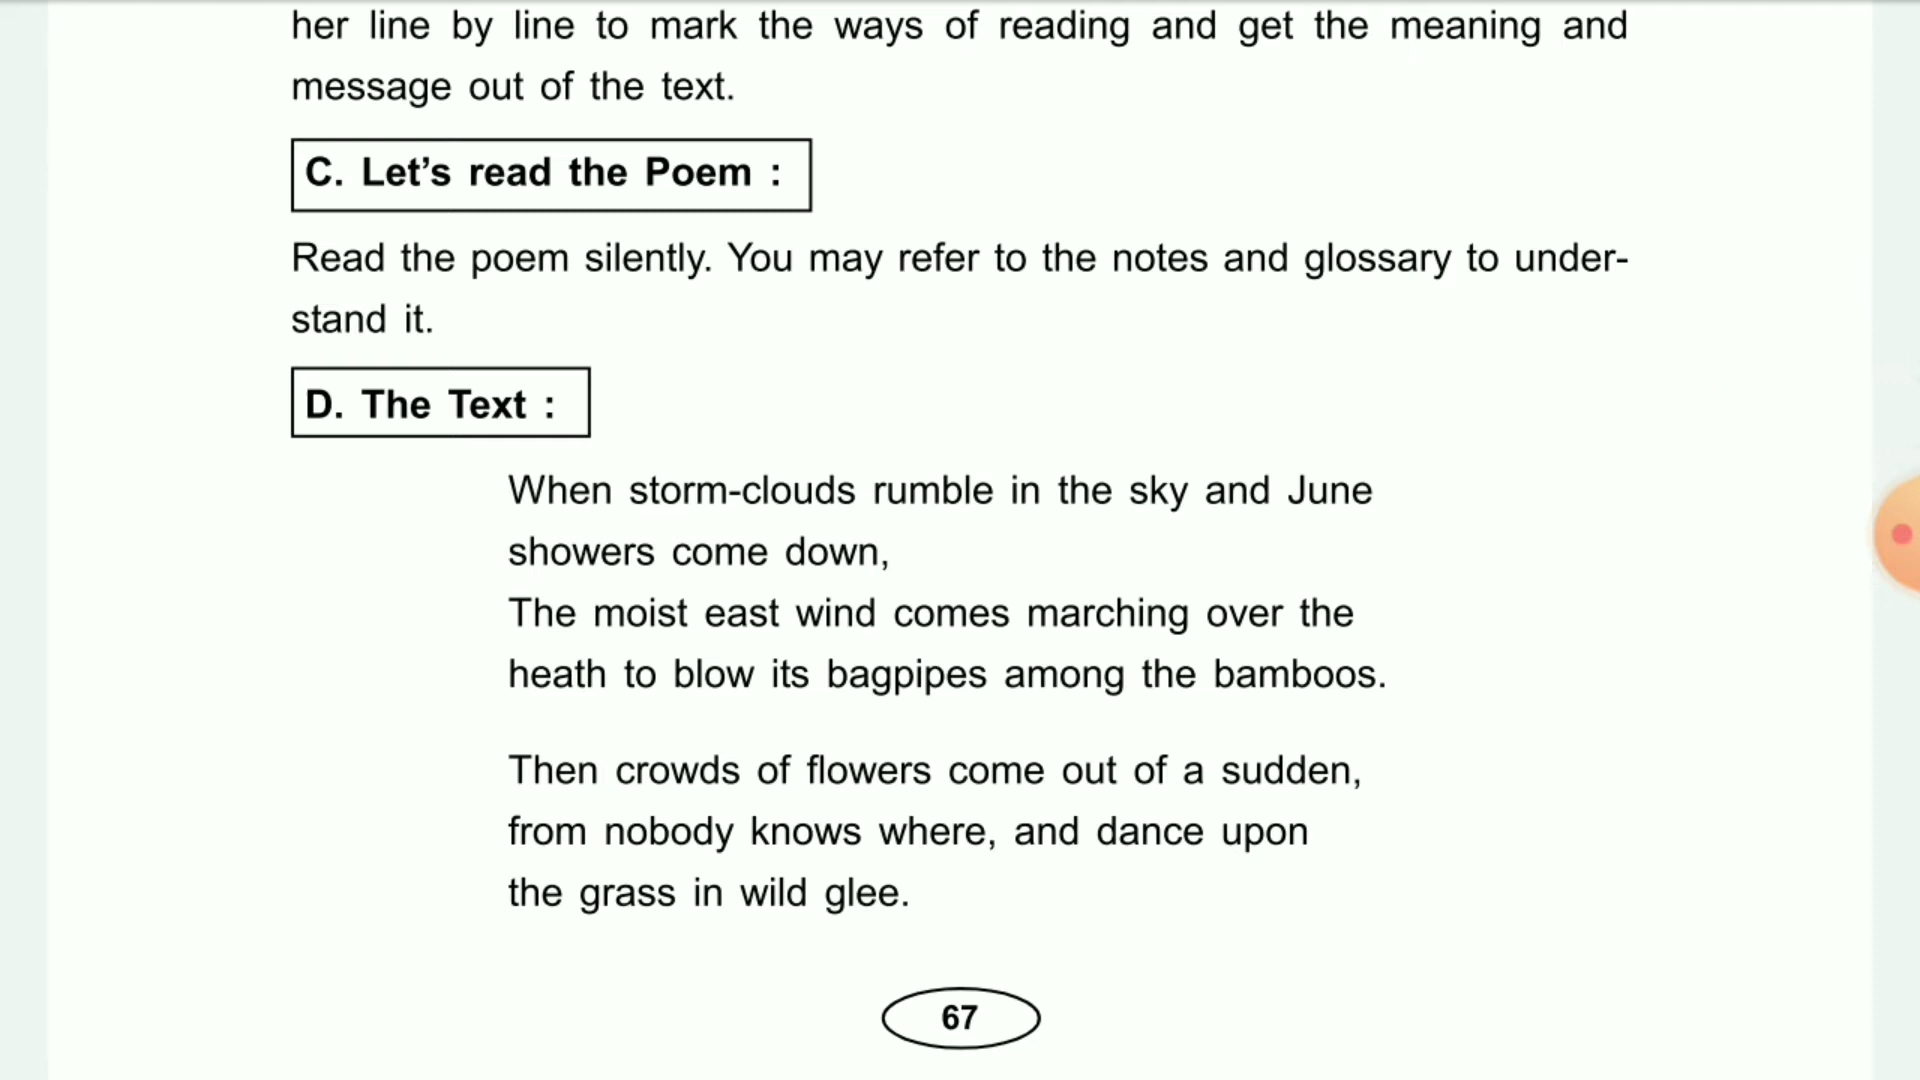 her line by line to mark the ways of reading and get the meaning and
message out of the text.
C. Let’s read the Poem :
Read the poem silently. You may refer to the notes and glossary to under-
stand it.
D. The Text :
When storm-clouds rumble in the sky and June
showers come down,
The moist east wind comes marching over the
heath to blow its bagpipes among the bamboos.
Then crowds of flowers come out of a sudden,
from nobody knows where, and dance upon
the grass in wild glee.
67